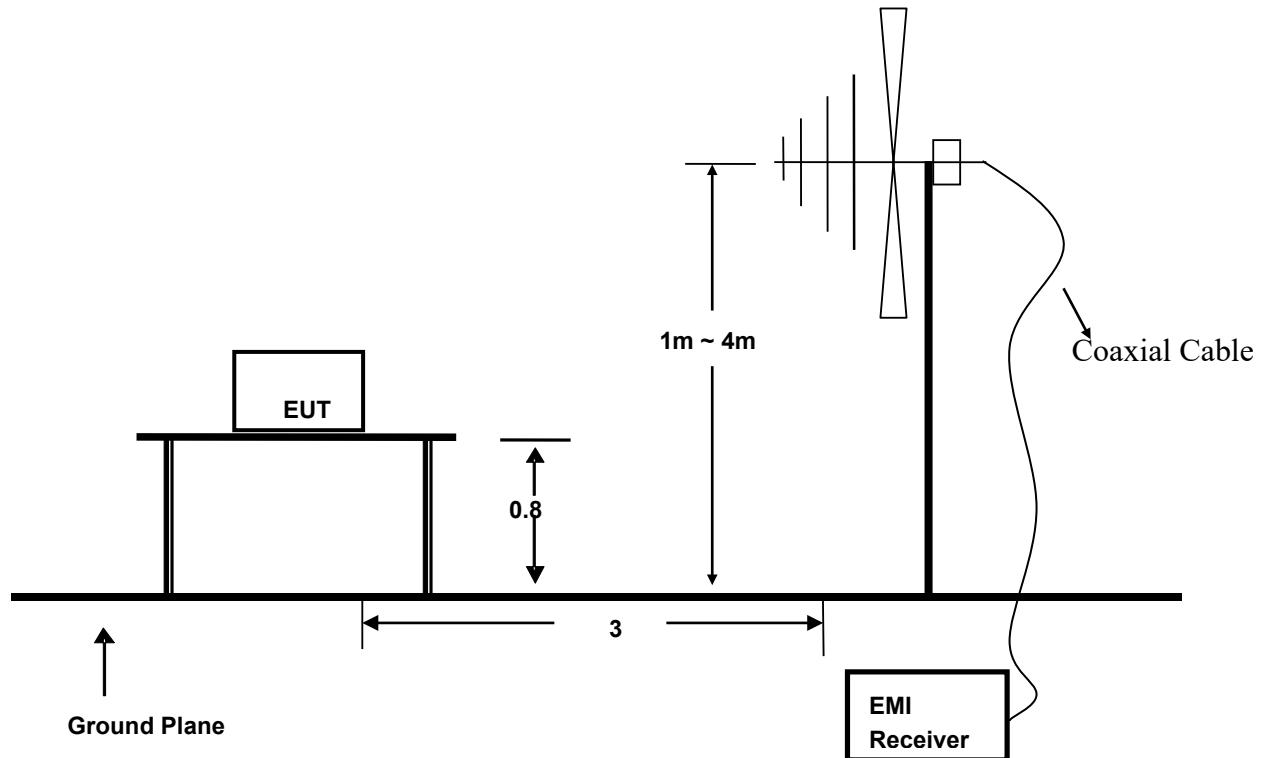 1m ~ 4m
Coaxial Cable
EUT
0.8
3
Ground Plane
EMI
Receiver